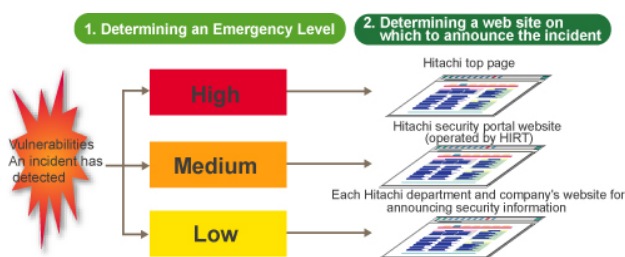 1. Determining an Emergency Level
2. Determining a web site on
which to announce the incident
Vulnerabilities
An incident has
detected
High
Hitachi top page
Medium
Hitachi security portal website
(operated by HIRT)
Low
Each Hitachi department and company's website for
announcing security information